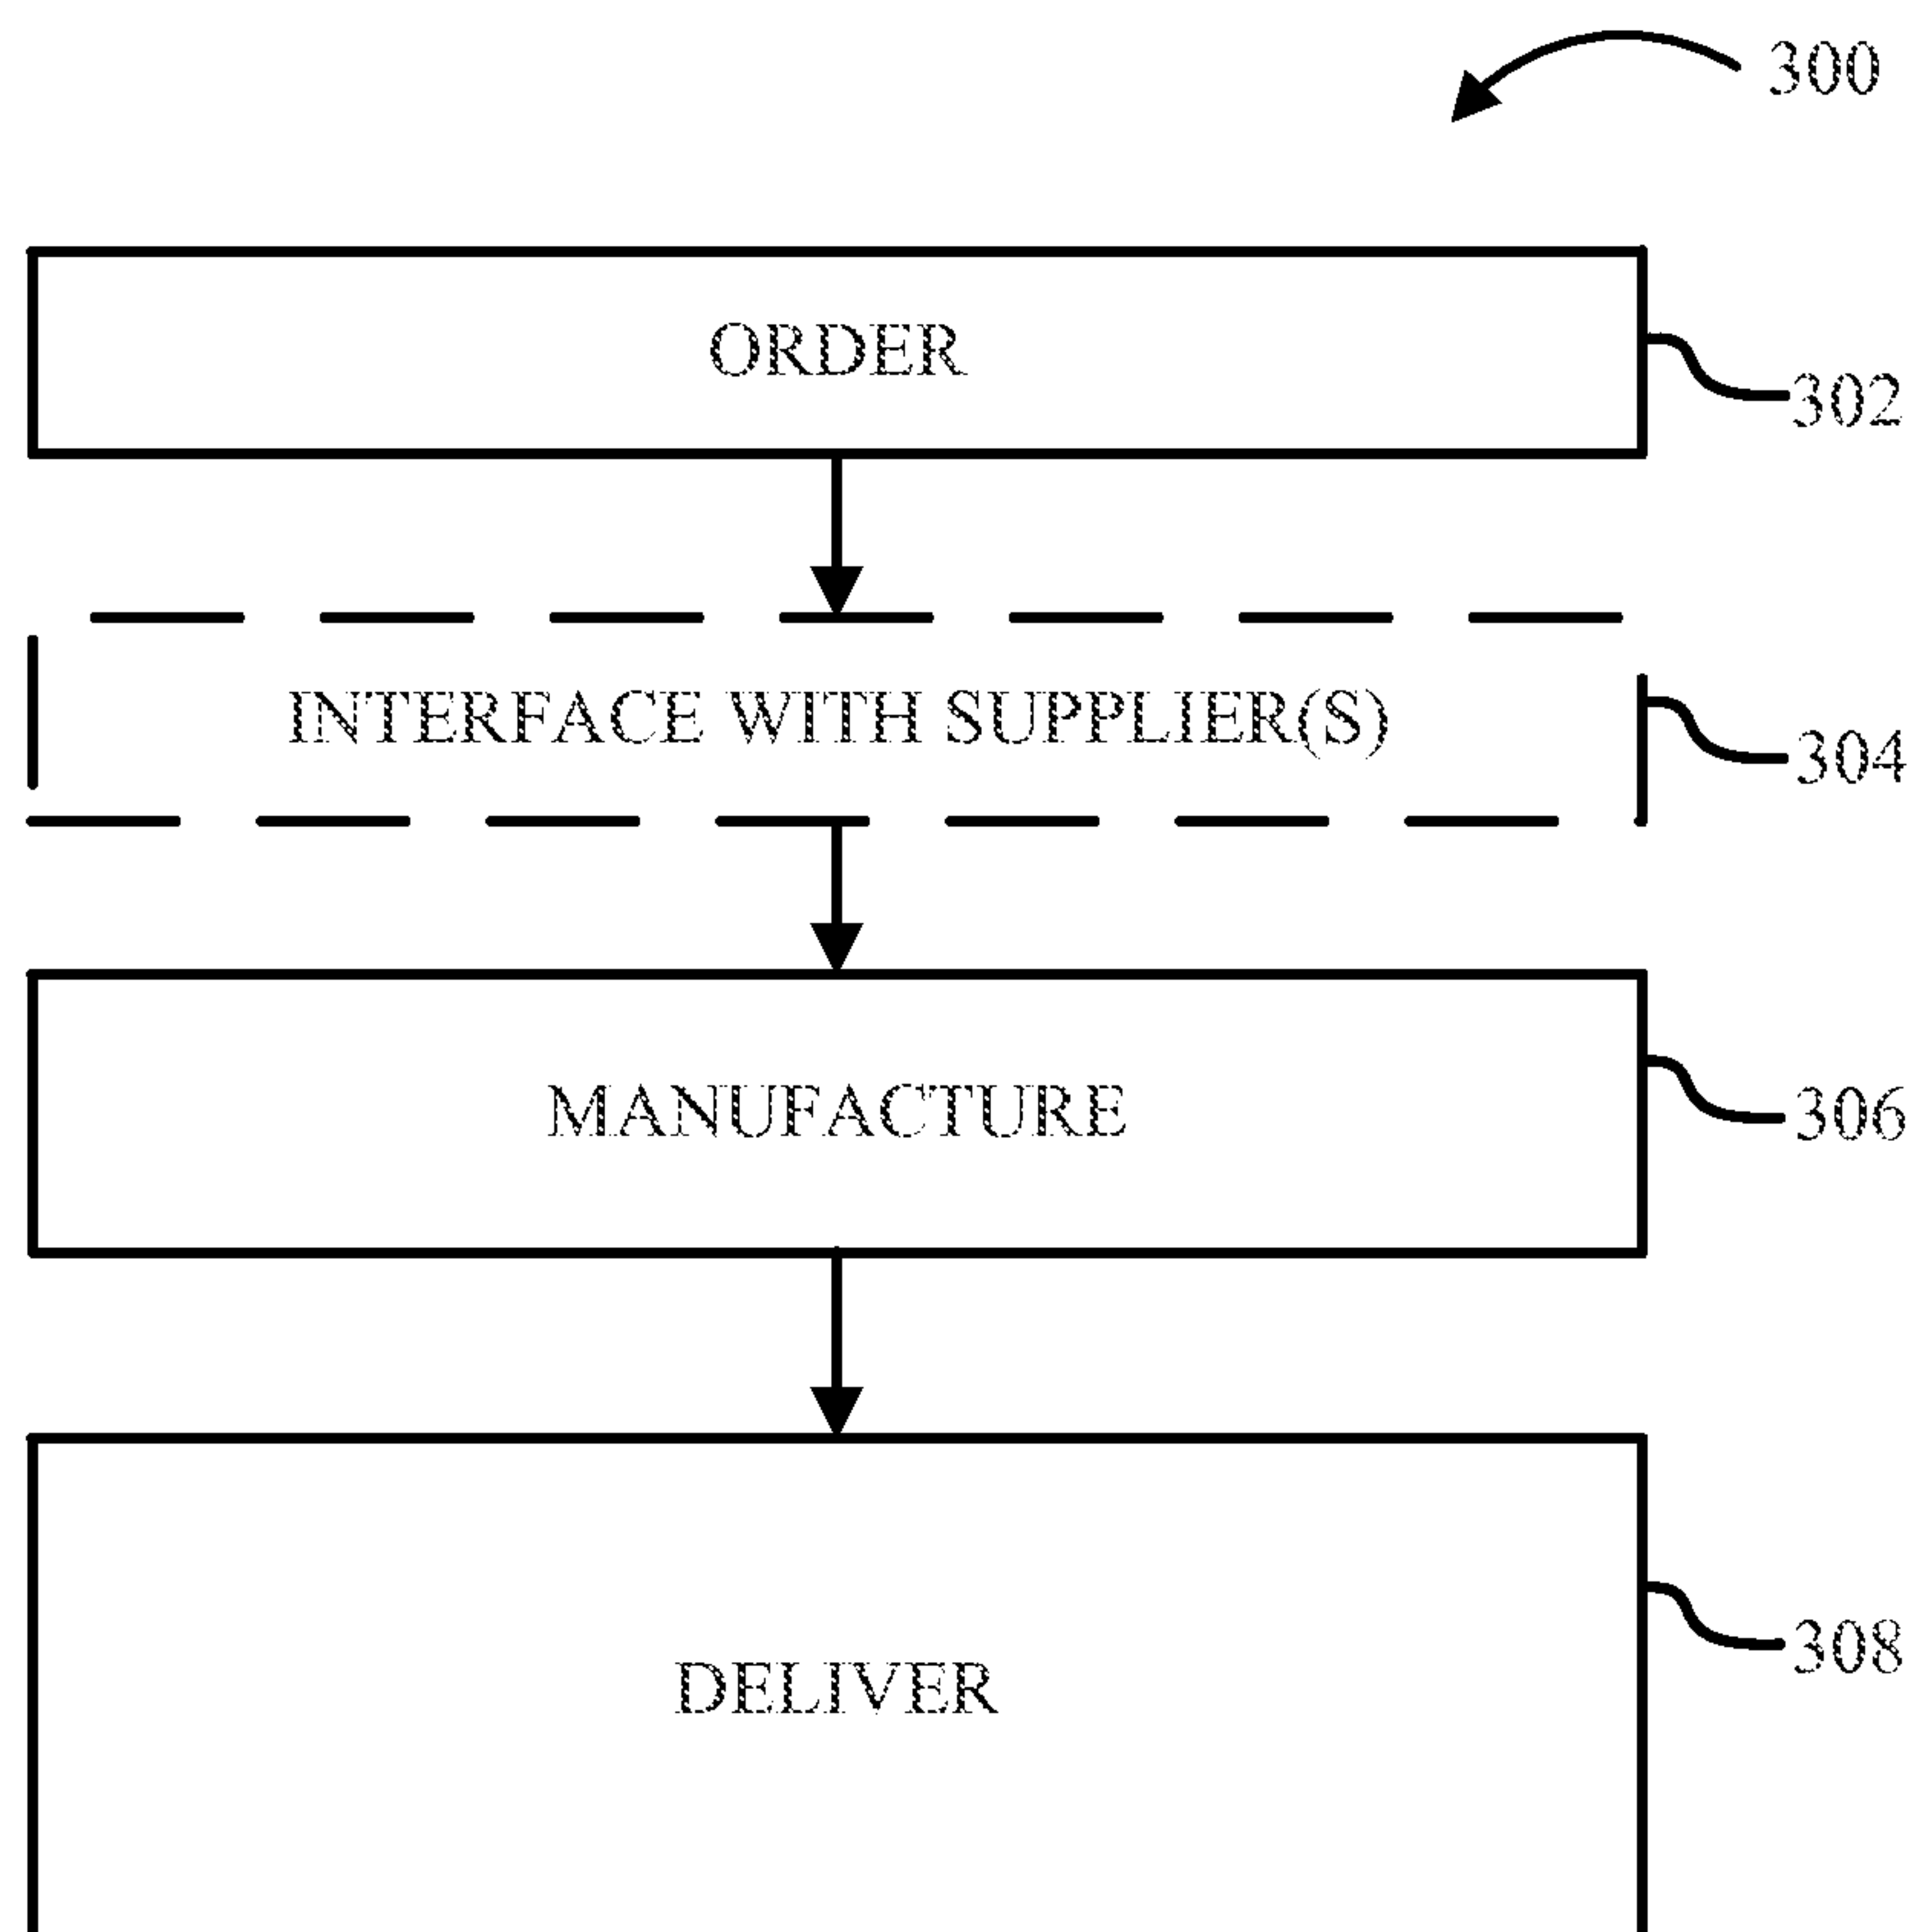 300
ORDER
302
INTERFACE WITH SUPPLIER(S)
304
MANUFACTURE
306
DELIVER
308